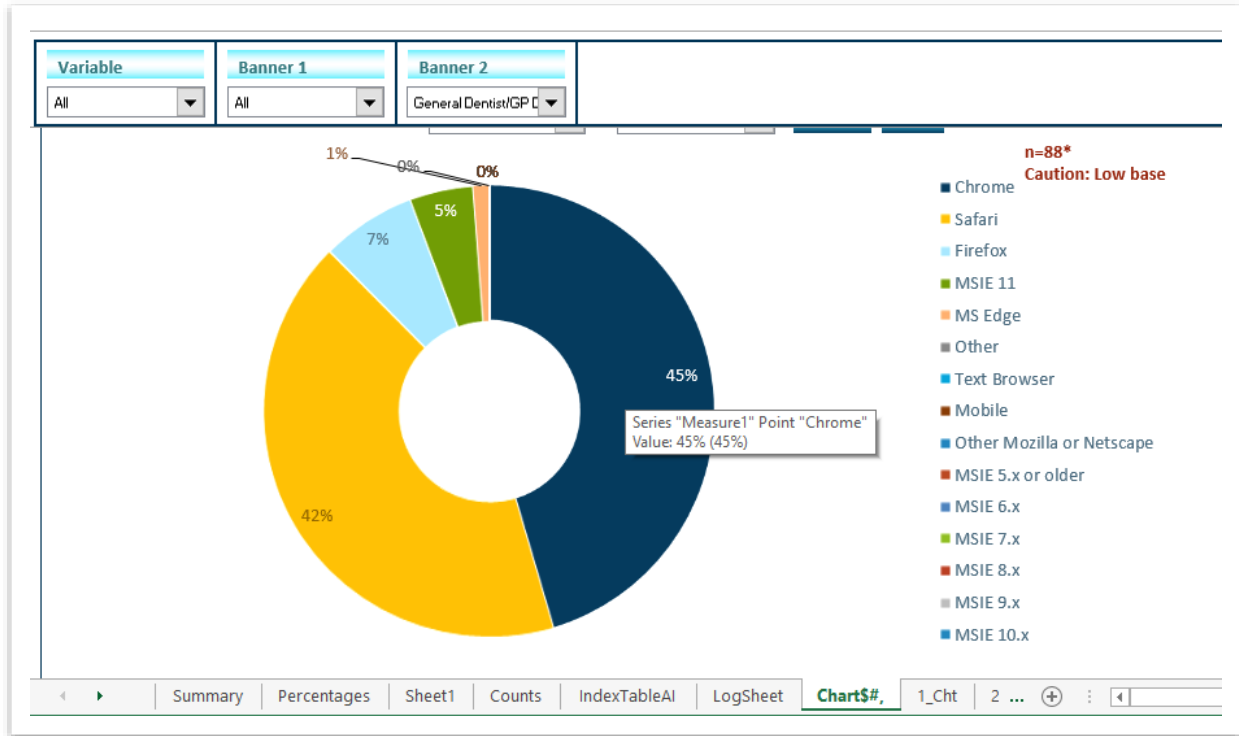 Variable Banner 1 Banner 2
All All General Dentist/GP D
1% 0% 0%
n=88*
Caution: Low base
5%
7%
45%
42%
Series "Measure1" Point "Chrome"
Value: 45% (45%)
Chrome
Safari
Firefox
MSIE 11
MS Edge
Other
Text Browser
Mobile
Other Mozilla or Netscape
MSIE 5.x or older
MSIE 6.x
MSIE 7.x
MSIE 8.x
MSIE 9.x
MSIE 10.x
Summary Percentages Sheet1 Counts IndexTableAI LogSheet Chart$#, 1_Cht 2 ...